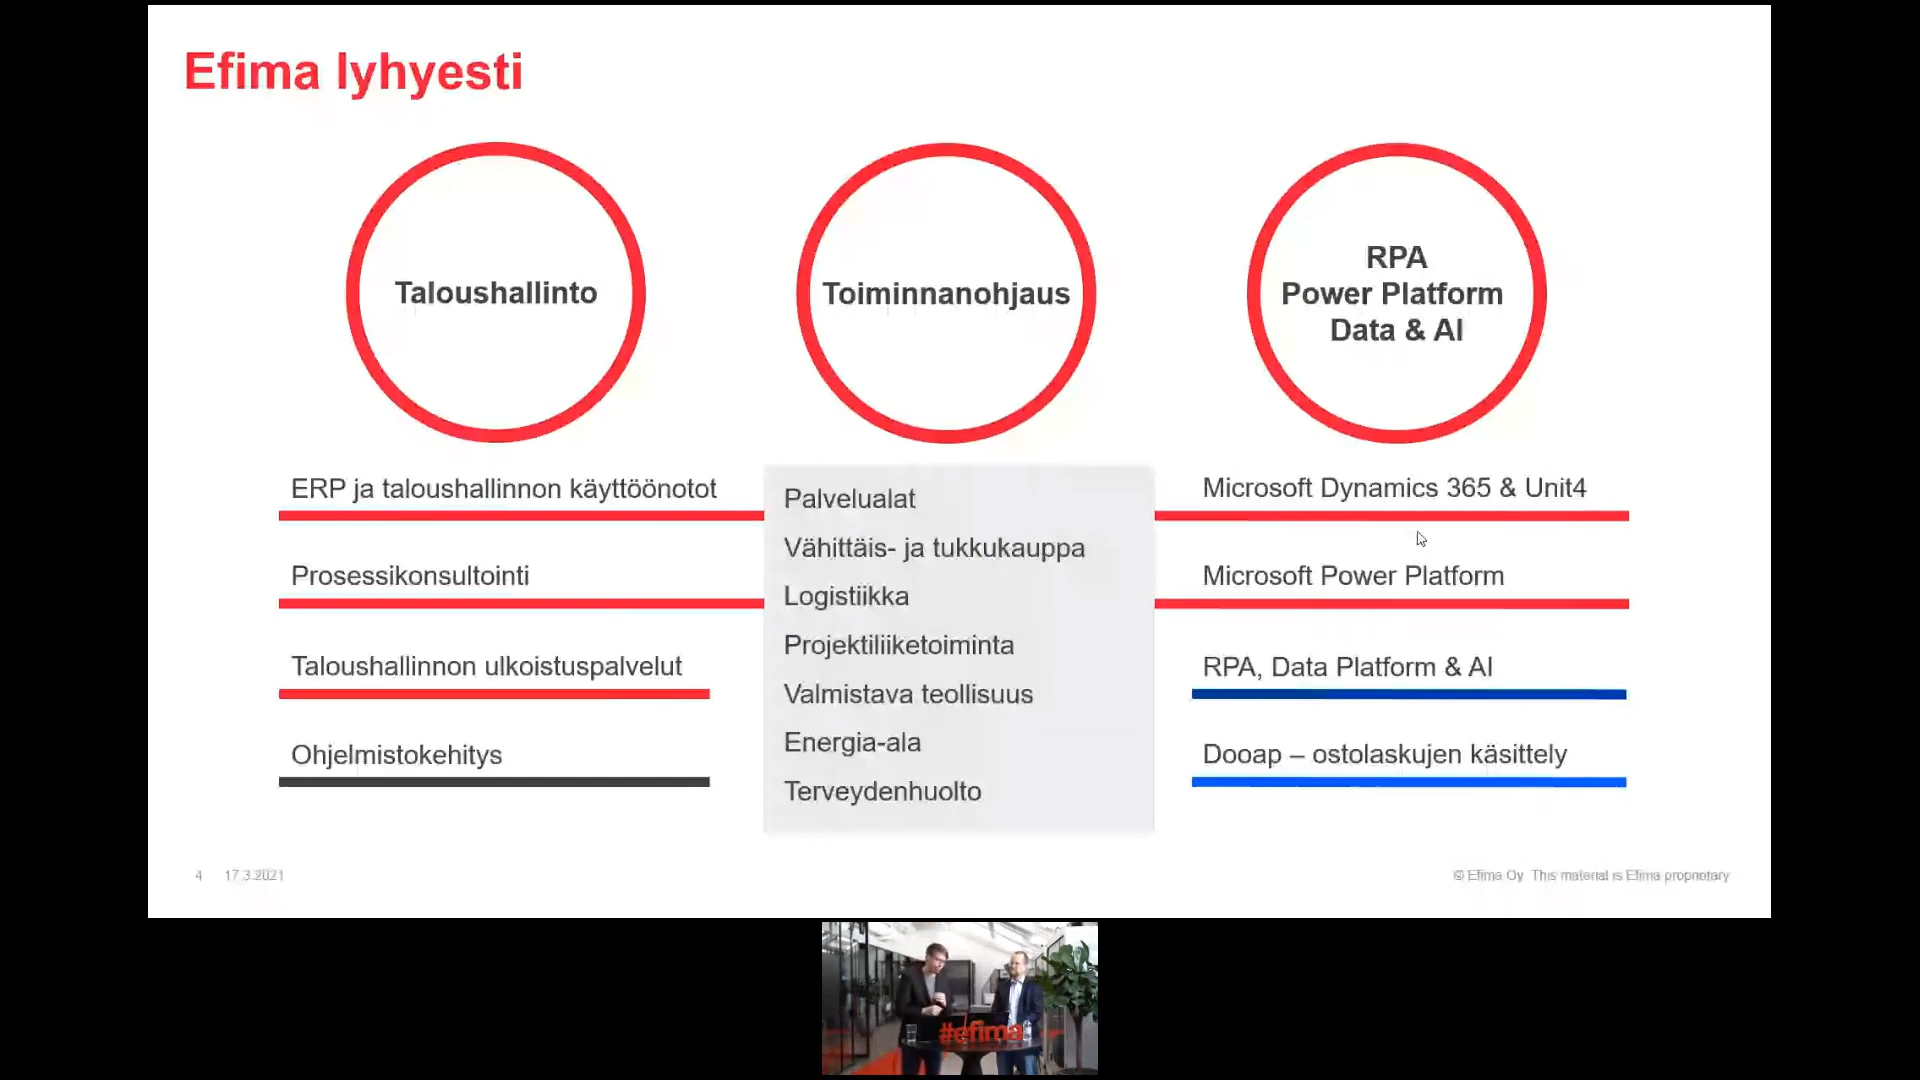 Efima lyhyesti
Taloushallinto
Toiminnanohjaus
RPA
Power Platform
Data & AI
ERP ja taloushallinnon käyttöönotot
Prosessikonsultointi
Taloushallinnon ulkoistuspalvelut
Ohjelmistokehitys
Palvelualat
Vähittäis- ja tukkukauppa
Logistiikka
Projektiliiketoiminta
Valmistava teollisuus
Energia-ala
Terveydenhuolto
Microsoft Dynamics 365 & Unit4
Microsoft Power Platform
RPA, Data Platform & AI
Dooap – ostolaskujen käsittely
4 17.3.2021
© Efima Oy This material is Efima proprietary
#efima